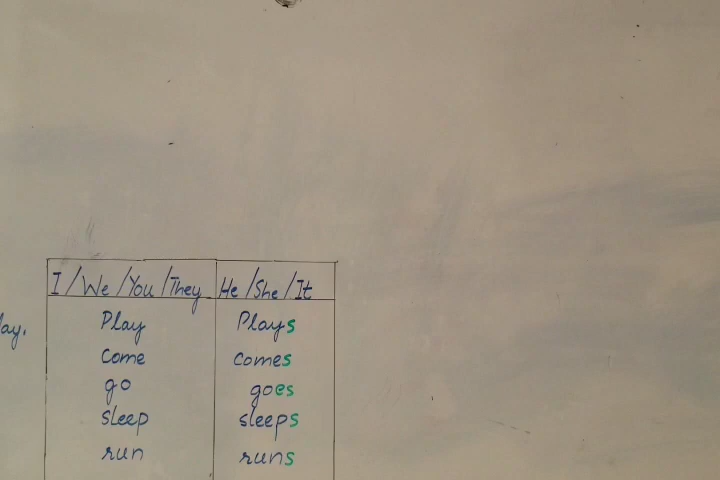 I/We/You/They He/She/It
Play Plays
Come comes
go goes
sleep sleeps
run runs